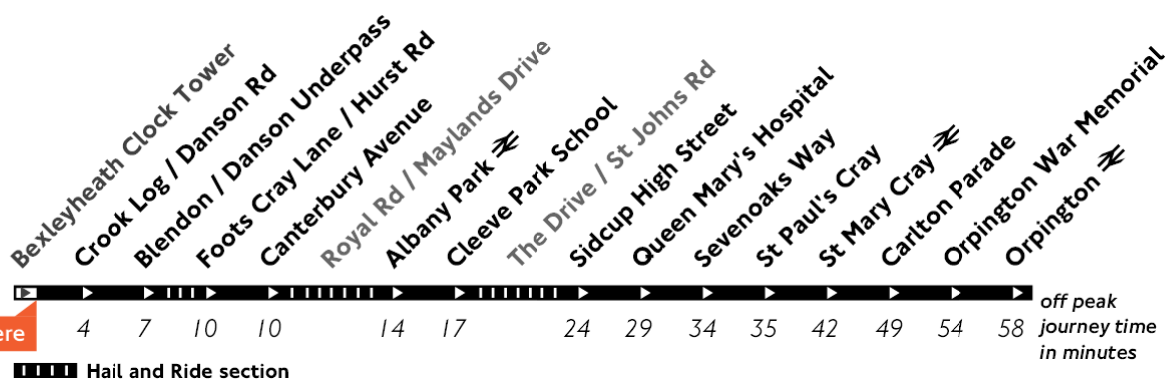 Bexleyheath Clock Tower
Crook Log / Danson Rd
Blendon / Danson Underpass
Foots Cray Lane / Hurst Rd
Canterbury Avenue
Royal Rd / Maylands Drive
Albany Park
Cleeve Park School
The Drive / St Johns Rd
Sidcup High Street
Queen Mary's Hospital
Sevenoaks Way
St Paul's Cray
St Mary Cray
Carlton Parade
Orpington War Memorial
Orpington
ere 4 7 10 10 14 17 24 29 34 35 42 49 54 58
off peak
journey time
in minutes
Hail and Ride section